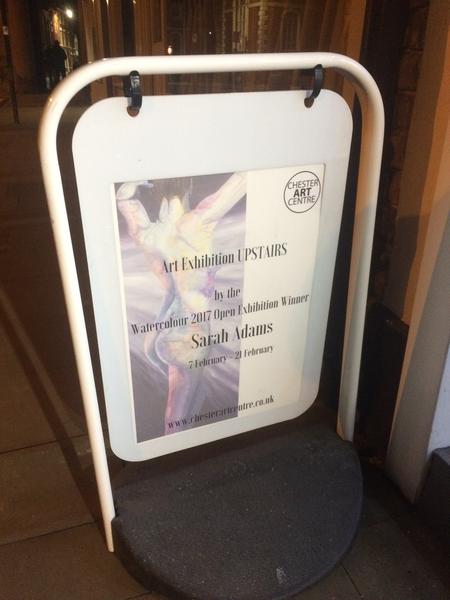 CHESTER
ART
CENTRE
Art Exhibition UPSTAIRS
by the
Watercolour 2017 Open Exhibition Winner
Sarah Adams
7 February - 21 February
www.chesterartcentre.co.uk